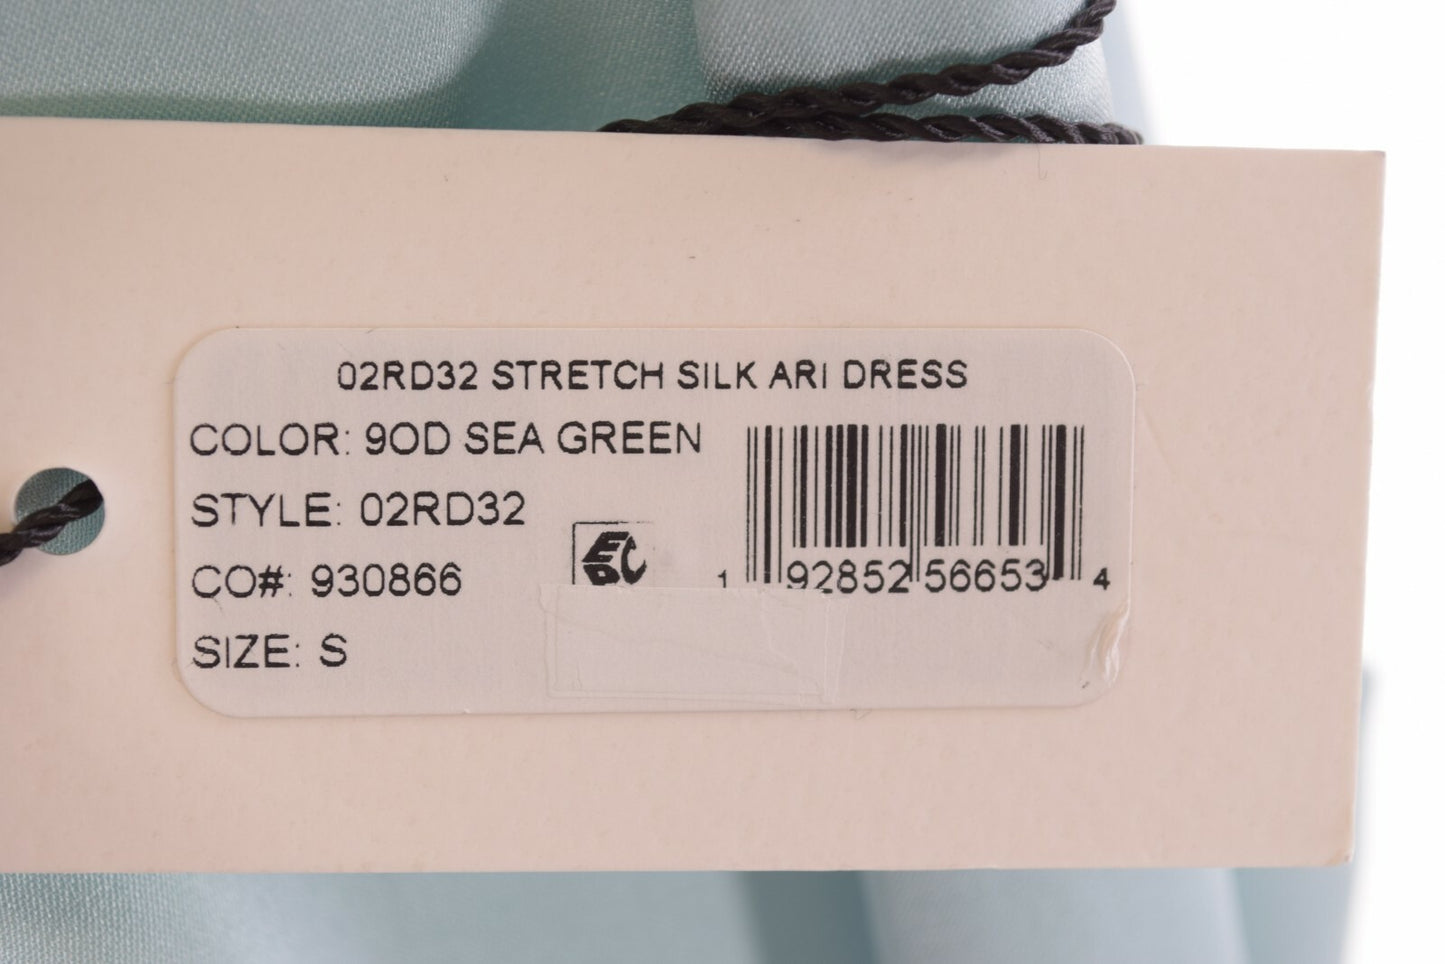 02RD32 STRETCH SILK ARI DRESS
COLOR: 9OD SEA GREEN
STYLE: 02RD32
CO#: 930866
SIZE: S
1 92852 56653 4